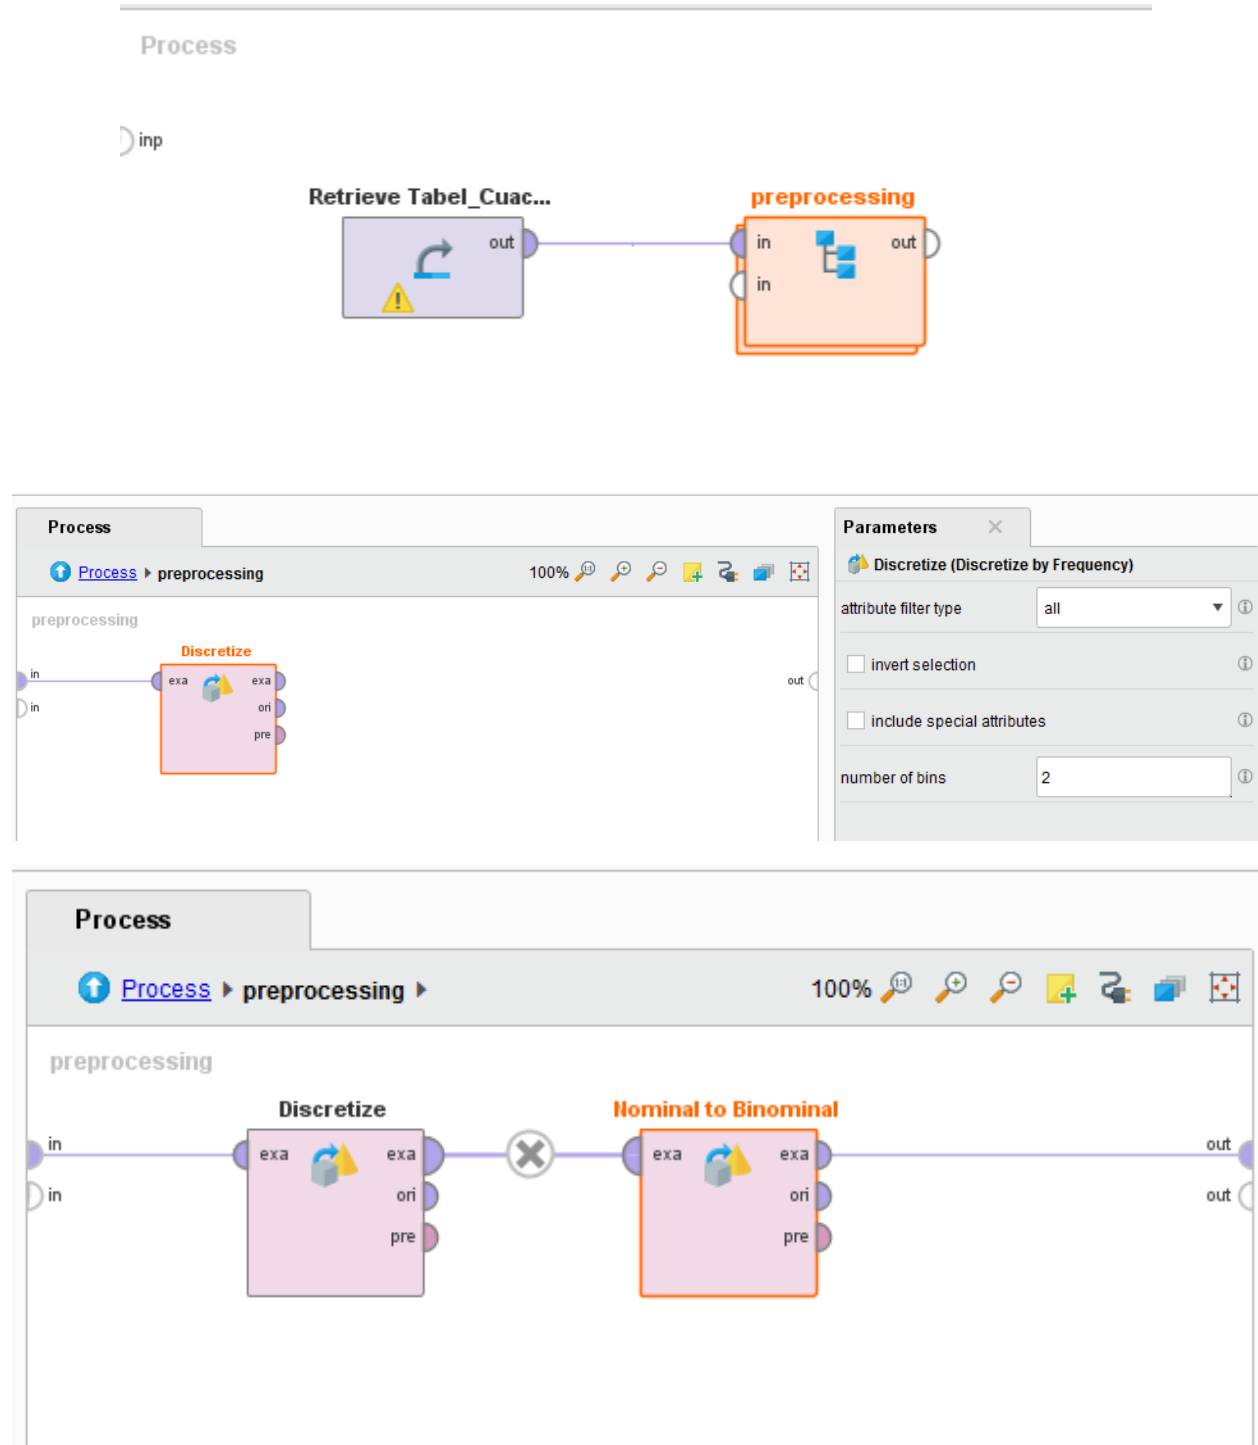 Process
inp
Retrieve Tabel_Cuac...
preprocessing
out
in
out
in
Process
Parameters
Process preprocessing
100%
Discretize (Discretize by Frequency)
attribute filter type
all
preprocessing
Discretize
in
exa
exa
out
in
ori
pre
invert selection
include special attributes
number of bins
2
Process
Process preprocessing
100%
preprocessing
Discretize
Nominal to Binominal
in
exa
exa
exa
exa
out
in
ori
ori
out
pre
pre